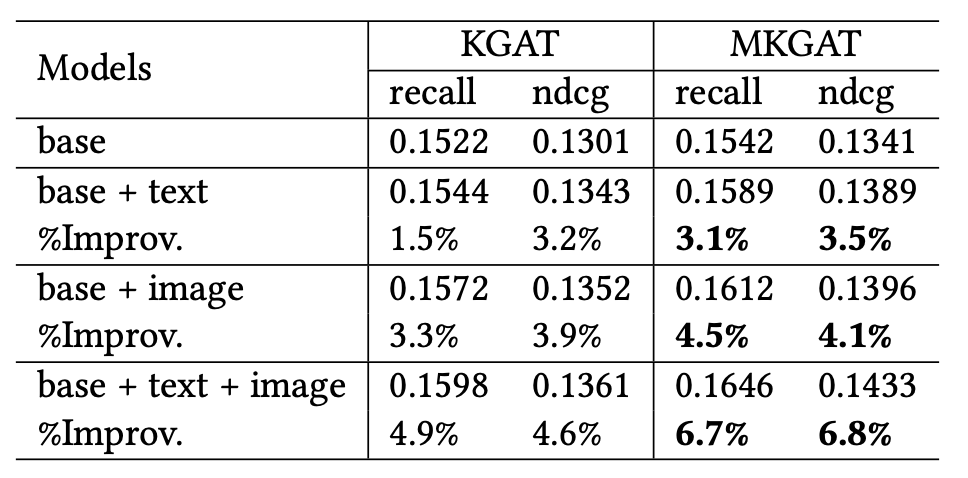 Models KGAT MKGAT
recall ndcg recall ndcg
base 0.1522 0.1301 0.1542 0.1341
base + text 0.1544 0.1343 0.1589 0.1389
%Improv. 1.5% 3.2% 3.1% 3.5%
base + image 0.1572 0.1352 0.1612 0.1396
%Improv. 3.3% 3.9% 4.5% 4.1%
base + text + image 0.1598 0.1361 0.1646 0.1433
%Improv. 4.9% 4.6% 6.7% 6.8%